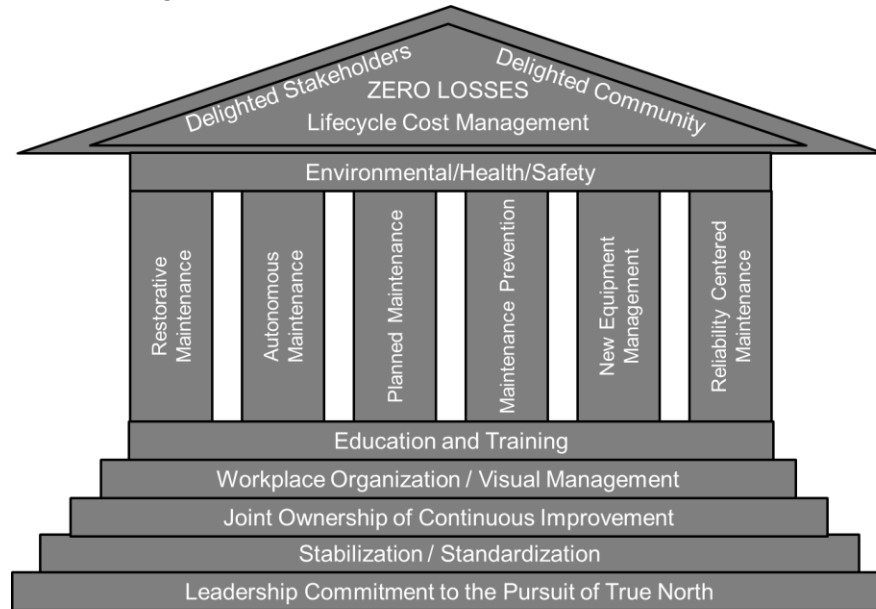 Delighted Stakeholders
Delighted Community
ZERO LOSSES
Lifecycle Cost Management
Environmental/Health/Safety
Restorative
Maintenance
Autonomous
Maintenance
Planned Maintenance
Maintenance Prevention
New Equipment
Management
Reliability Centered
Maintenance
Education and Training
Workplace Organization / Visual Management
Joint Ownership of Continuous Improvement
Stabilization / Standardization
Leadership Commitment to the Pursuit of True North